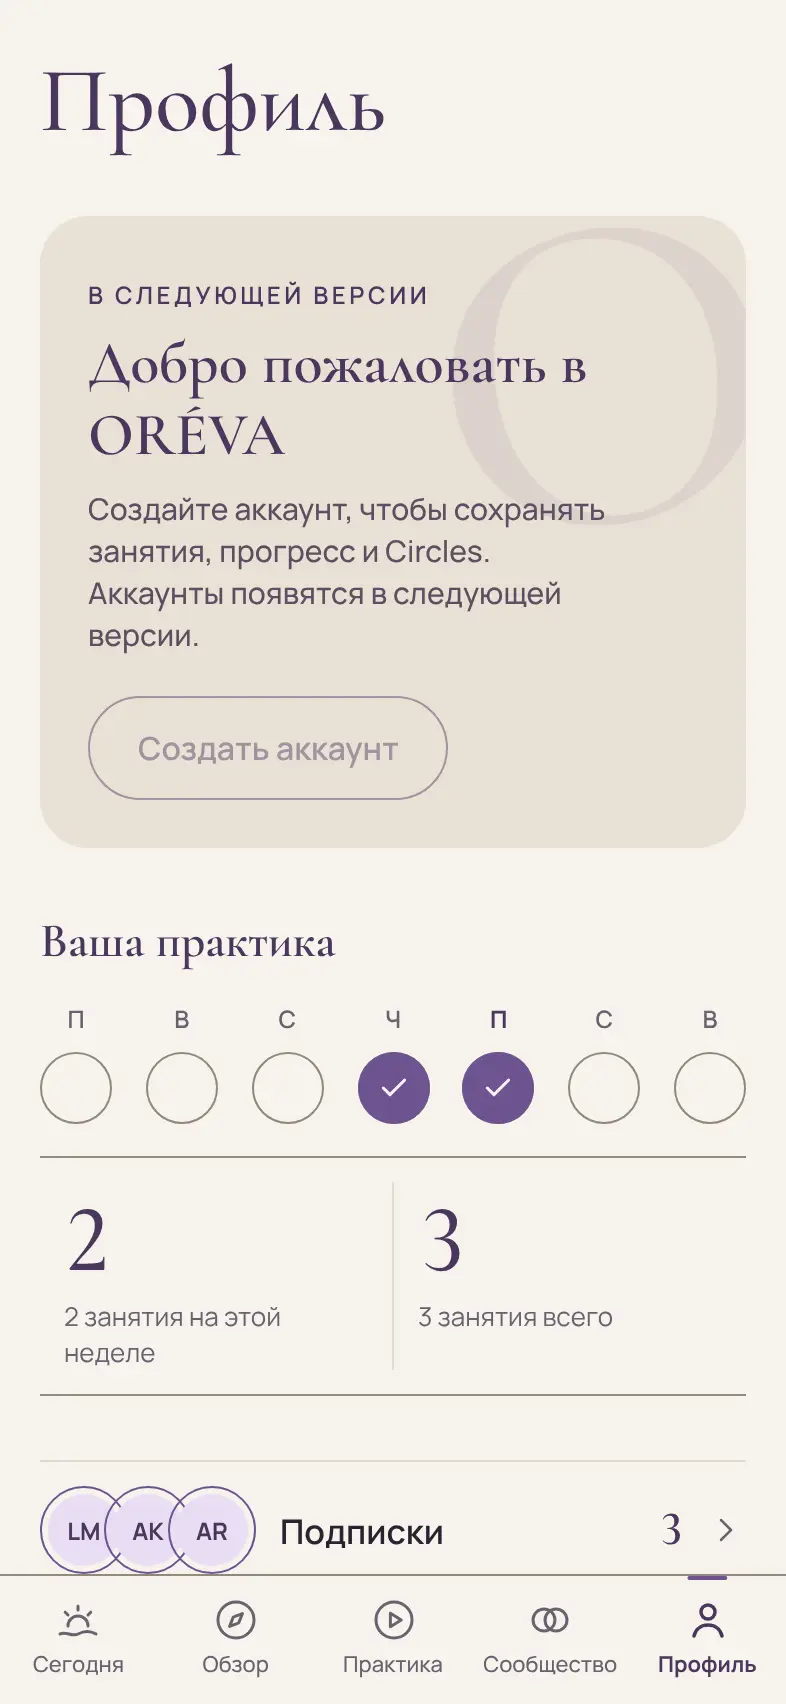 Профиль
В СЛЕДУЮЩЕЙ ВЕРСИИ
Добро пожаловать в
ORÉVA
Создайте аккаунт, чтобы сохранять
занятия, прогресс и Circles.
Аккаунты появятся в следующей
версии.
Создать аккаунт
Ваша практика
П В С Ч П С В
2
2 занятия на этой
неделе
3
3 занятия всего
LM AK AR Подписки 3
Сегодня Обзор Практика Сообщество Профиль